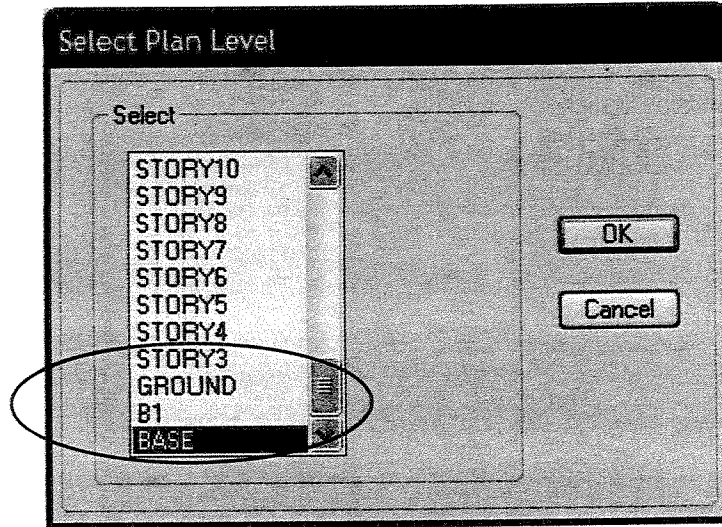 Select Plan Level
Select
STORY10
STORY9
STORY8
STORY7
STORY6
STORY5
STORY4
STORY3
GROUND
B1
BASE
OK
Cancel